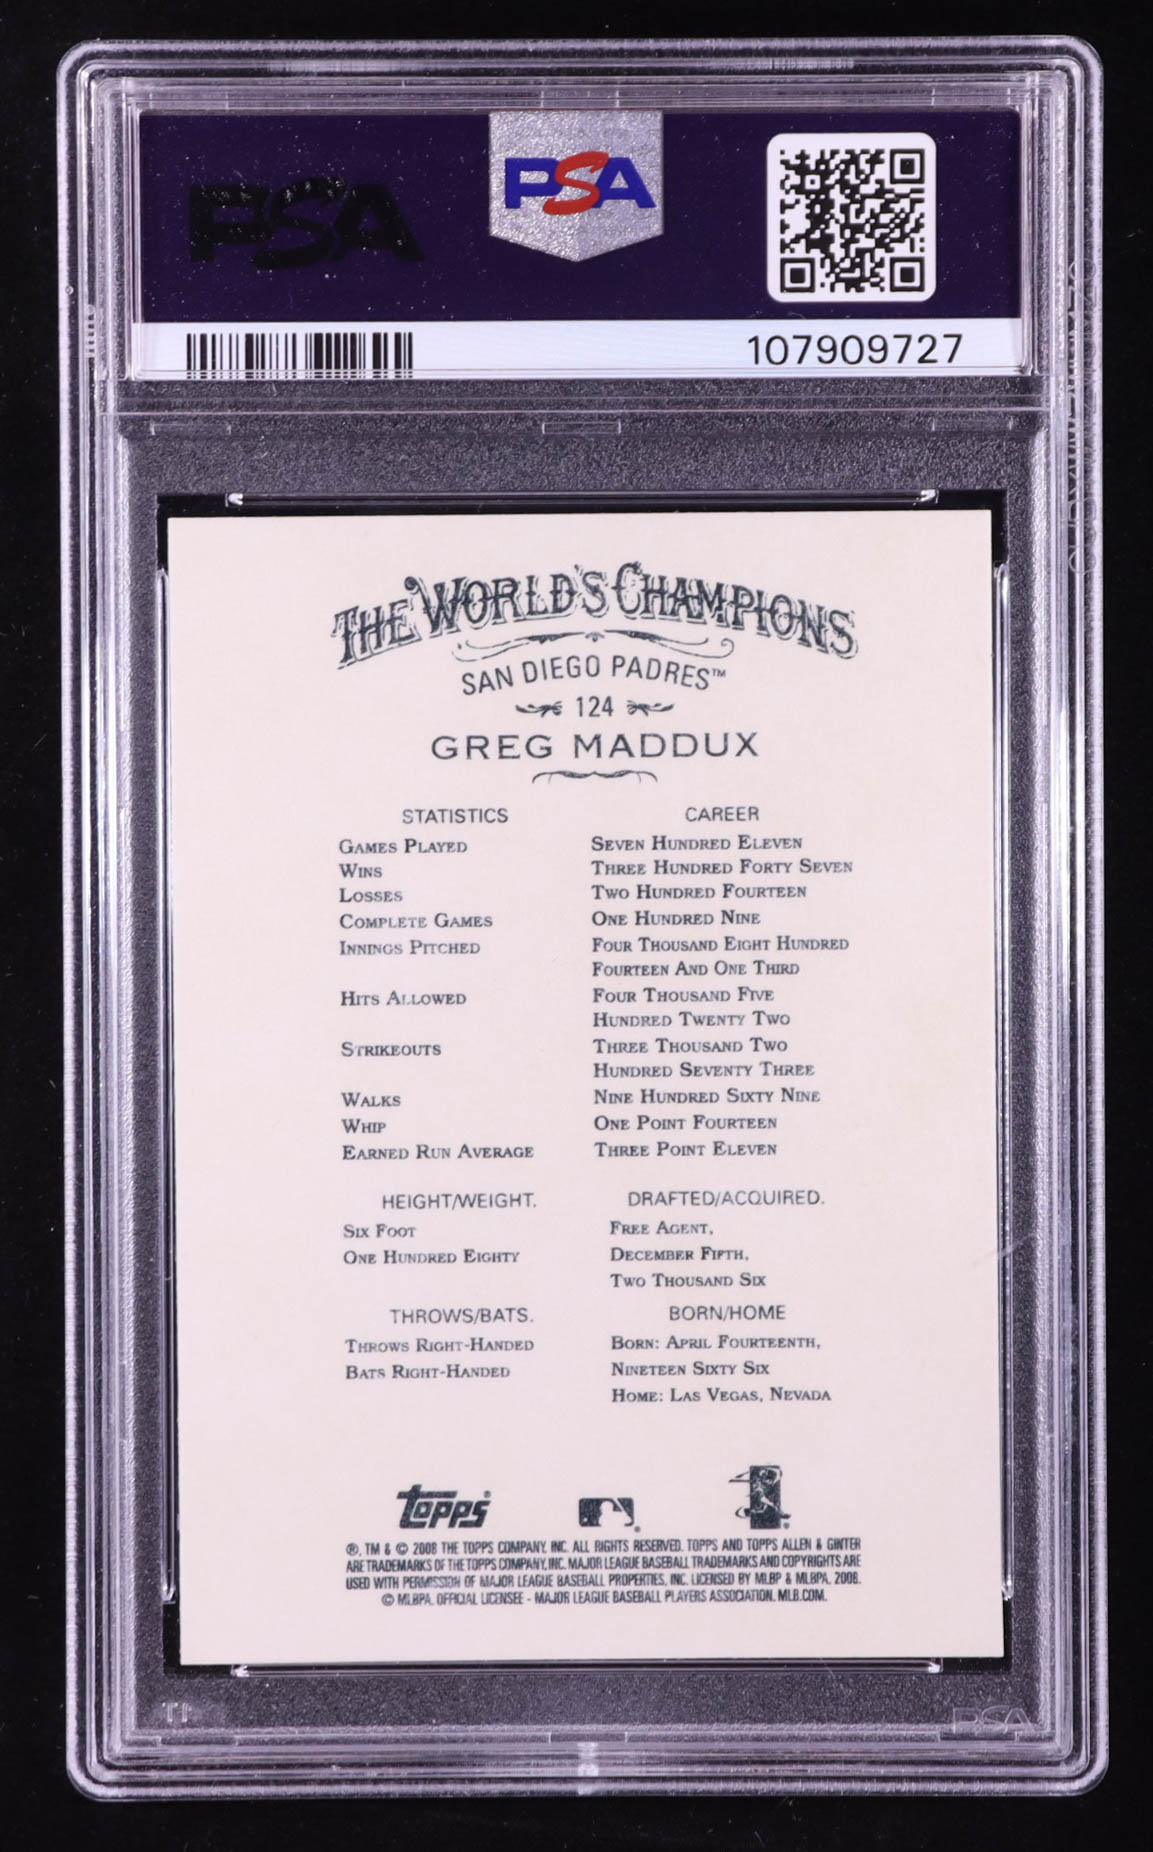 PSA
PSA
107909727
THE WORLD'S CHAMPIONS
SAN DIEGO PADRES™
124
GREG MADDUX
STATISTICS CAREER
GAMES PLAYED SEVEN HUNDRED ELEVEN
WINS THREE HUNDRED FORTY SEVEN
LOSSES TWO HUNDRED FOURTEEN
COMPLETE GAMES ONE HUNDRED NINE
INNINGS PITCHED FOUR THOUSAND EIGHT HUNDRED
FOURTEEN AND ONE THIRD
HITS ALLOWED FOUR THOUSAND FIVE
HUNDRED TWENTY TWO
STRIKEOUTS THREE THOUSAND TWO
HUNDRED SEVENTY THREE
WALKS NINE HUNDRED SIXTY NINE
WHIP ONE POINT FOURTEEN
EARNED RUN AVERAGE THREE POINT ELEVEN
HEIGHT/WEIGHT. DRAFTED/ACQUIRED.
SIX FOOT FREE AGENT,
ONE HUNDRED EIGHTY DECEMBER FIFTH,
TWO THOUSAND SIX
THROWS/BATS. BORN/HOME
THROWS RIGHT-HANDED BORN: APRIL FOURTEENTH,
BATS RIGHT-HANDED NINETEEN SIXTY SIX
HOME: LAS VEGAS, NEVADA
Topps
®, TM & © 2008 THE TOPPS COMPANY, INC. ALL RIGHTS RESERVED. TOPPS AND TOPPS ALLEN & GINTER
ARE TRADEMARKS OF THE TOPPS COMPANY, INC. MAJOR LEAGUE BASEBALL TRADEMARKS AND COPYRIGHTS ARE
USED WITH PERMISSION OF MAJOR LEAGUE BASEBALL PROPERTIES, INC. LICENSED BY MLBP & MLBPA, 2008.
© MLBPA. OFFICIAL LICENSEE - MAJOR LEAGUE BASEBALL PLAYERS ASSOCIATION. MLB.COM.
PSA